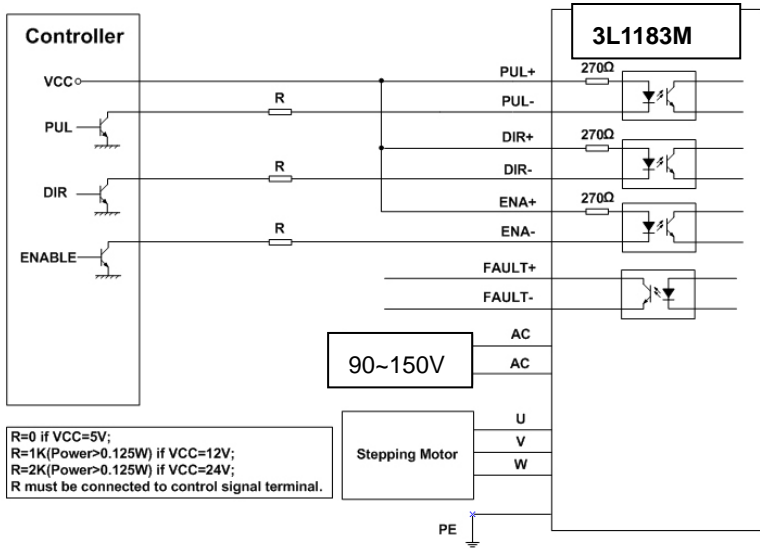 Controller
3L1183M
VCC
PUL+
270Ω
R
PUL-
PUL
DIR+
270Ω
R
DIR-
DIR
ENA+
270Ω
R
ENA-
ENABLE
FAULT+
FAULT-
AC
90~150V
AC
U
V
W
Stepping Motor
R=0 if VCC=5V;
R=1K(Power>0.125W) if VCC=12V;
R=2K(Power>0.125W) if VCC=24V;
R must be connected to control signal terminal.
PE